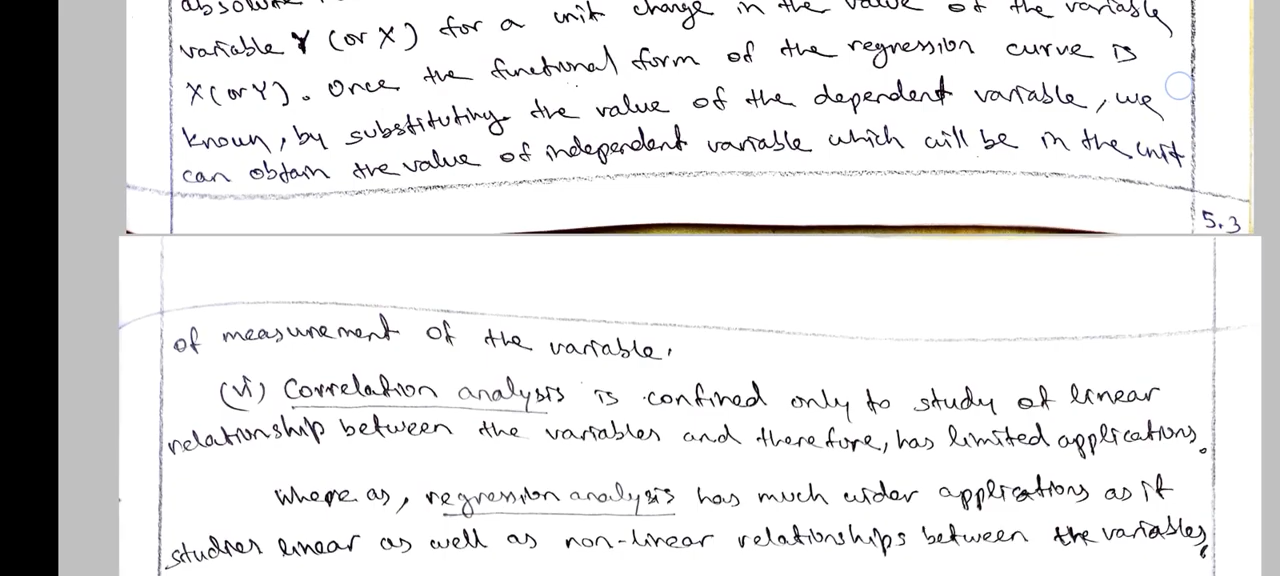 absolute
unit change in the value of the variable
variable Y (or X) for a
X (or Y). Once the functional form of the regression curve is
known, by substituting the value of the dependent variable, we
can obtain the value of independent variable which will be in the unit
5.3
of measurement of the variable.
(vi) Correlation analysis is confined only to study of linear
relationship between the variables and therefore, has limited applications.
Where as, regression analysis has much wider applications as it
studies linear as well as non-linear relationships between the variables.